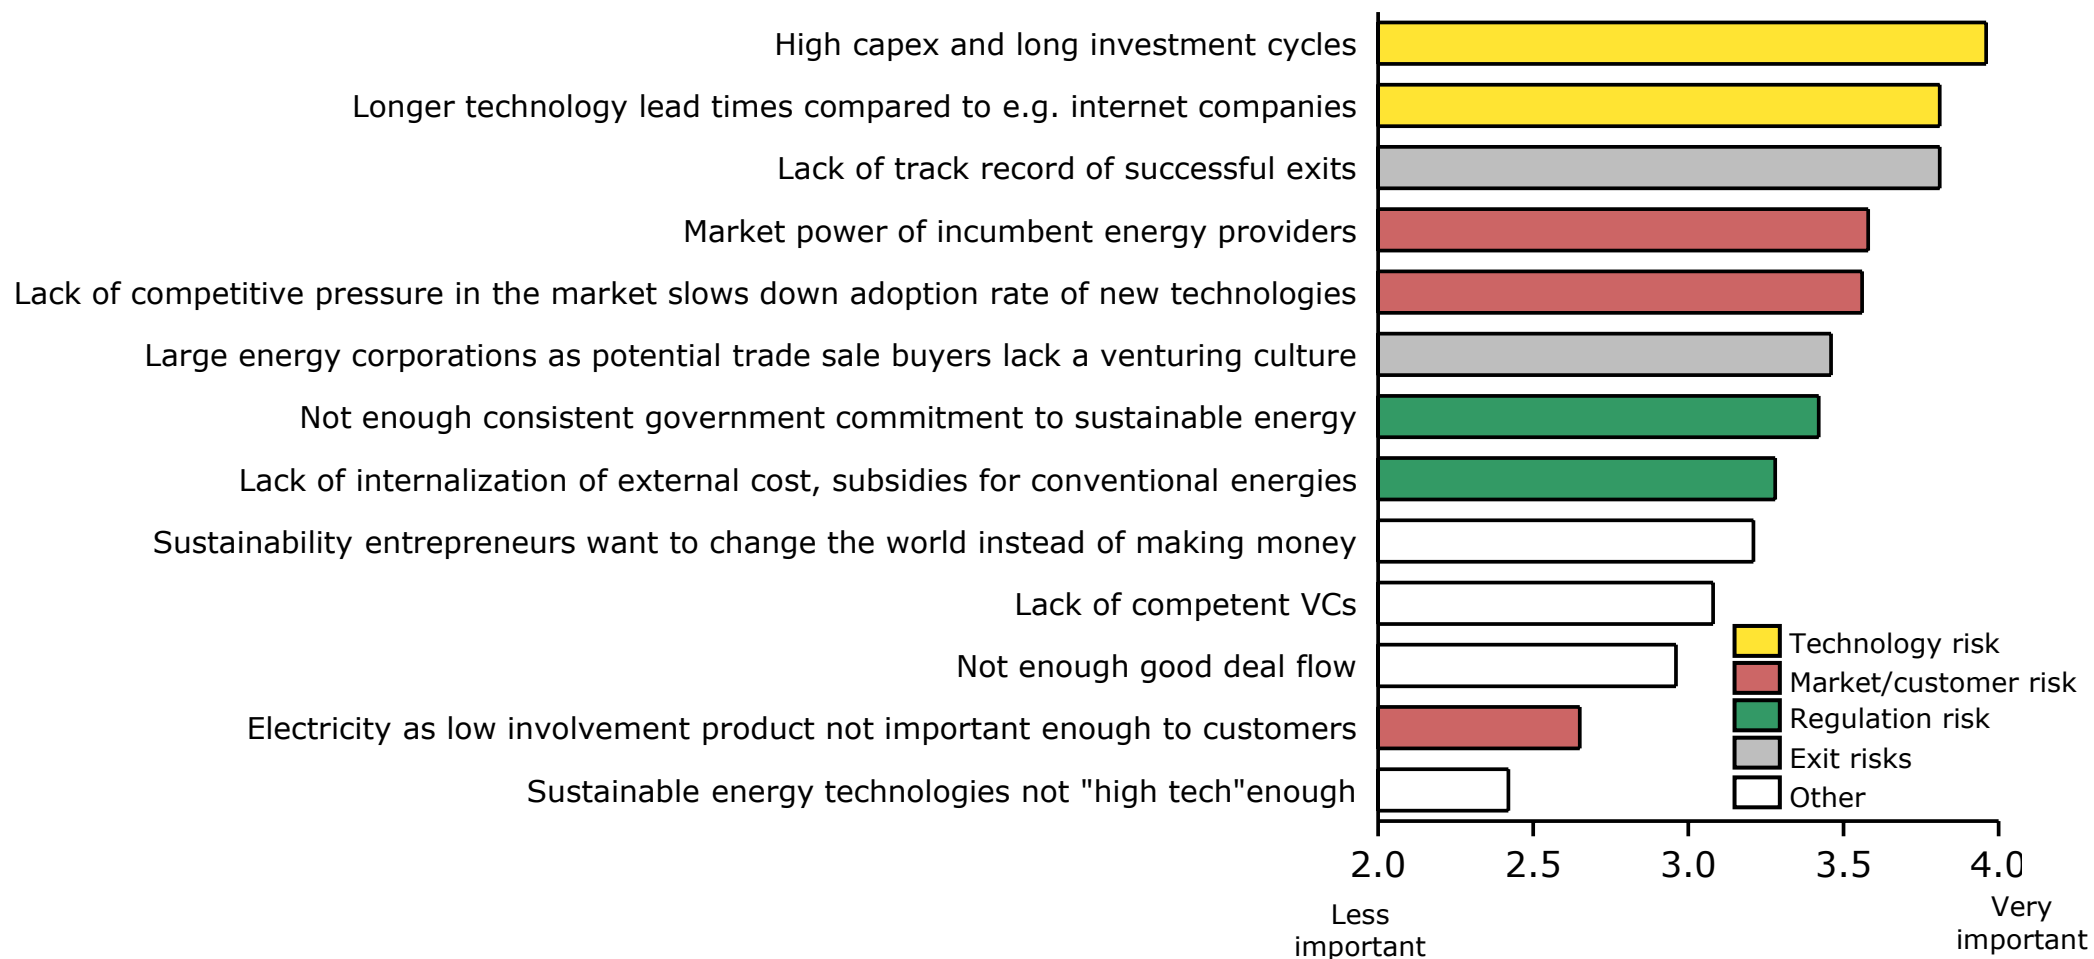 High capex and long investment cycles
Longer technology lead times compared to e.g. internet companies
Lack of track record of successful exits
Market power of incumbent energy providers
Lack of competitive pressure in the market slows down adoption rate of new technologies
Large energy corporations as potential trade sale buyers lack a venturing culture
Not enough consistent government commitment to sustainable energy
Lack of internalization of external cost, subsidies for conventional energies
Sustainability entrepreneurs want to change the world instead of making money
Lack of competent VCs
Not enough good deal flow
Electricity as low involvement product not important enough to customers
Sustainable energy technologies not "high tech"enough
Technology risk
Market/customer risk
Regulation risk
Exit risks
Other
2.0 2.5 3.0 3.5 4.0
Less
important
Very
important